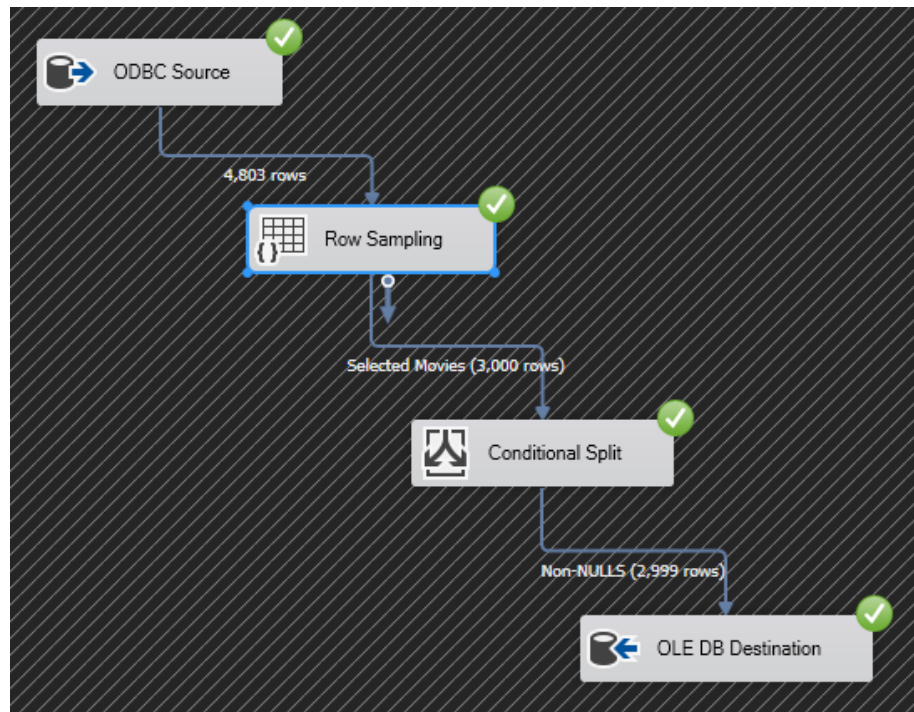 ODBC Source
4,803 rows
Row Sampling
Selected Movies (3,000 rows)
Conditional Split
Non-NULLS (2,999 rows)
OLE DB Destination